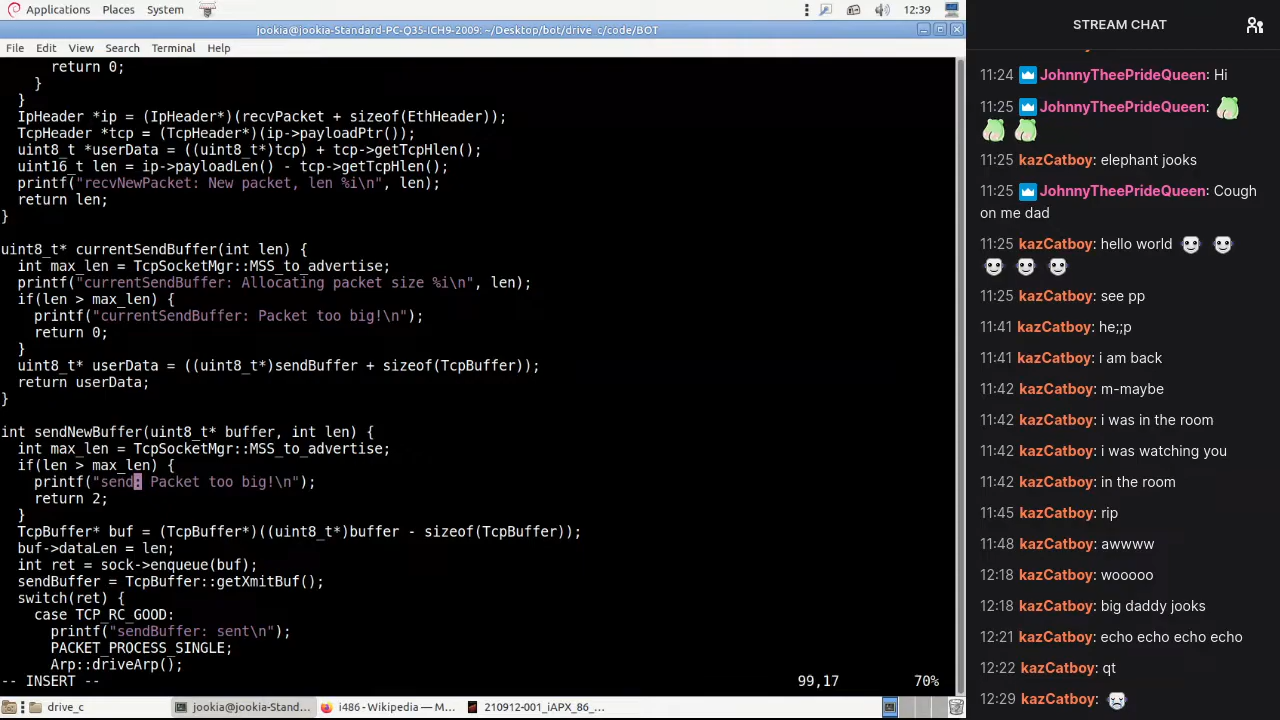 Applications Places System
12:39
jookia@jookia-Standard-PC-Q35-ICH9-2009: ~/Desktop/bot/drive_c/code/BOT
File Edit View Search Terminal Help
return 0;
}
}
IpHeader *ip = (IpHeader*)(recvPacket + sizeof(EthHeader));
TcpHeader *tcp = (TcpHeader*)(ip->payloadPtr());
uint8_t *userData = ((uint8_t*)tcp) + tcp->getTcpHlen();
uint16_t len = ip->payloadLen() - tcp->getTcpHlen();
printf("recvNewPacket: New packet, len %i\n", len);
return len;
}
uint8_t* currentSendBuffer(int len) {
int max_len = TcpSocketMgr::MSS_to_advertise;
printf("currentSendBuffer: Allocating packet size %i\n", len);
if(len > max_len) {
printf("currentSendBuffer: Packet too big!\n");
return 0;
}
uint8_t* userData = ((uint8_t*)sendBuffer + sizeof(TcpBuffer));
return userData;
}
int sendNewBuffer(uint8_t* buffer, int len) {
int max_len = TcpSocketMgr::MSS_to_advertise;
if(len > max_len) {
printf("send: Packet too big!\n");
return 2;
}
TcpBuffer* buf = (TcpBuffer*)((uint8_t*)buffer - sizeof(TcpBuffer));
buf->dataLen = len;
int ret = sock->enqueue(buf);
sendBuffer = TcpBuffer::getXmitBuf();
switch(ret) {
case TCP_RC_GOOD:
printf("sendBuffer: sent\n");
PACKET_PROCESS_SINGLE;
Arp::driveArp();
-- INSERT -- 99,17 70%
drive_c jookia@jookia-Stand... i486 - Wikipedia — M... 210912-001_iAPX_86_...
STREAM CHAT
11:24 JohnnyTheePrideQueen: Hi
11:25 JohnnyTheePrideQueen:
11:25 kazCatboy: elephant jooks
11:25 JohnnyTheePrideQueen: Cough
on me dad
11:25 kazCatboy: hello world
11:25 kazCatboy: see pp
11:41 kazCatboy: he;;p
11:41 kazCatboy: i am back
11:42 kazCatboy: m-maybe
11:42 kazCatboy: i was in the room
11:42 kazCatboy: i was watching you
11:42 kazCatboy: in the room
11:45 kazCatboy: rip
11:48 kazCatboy: awwww
12:18 kazCatboy: wooooo
12:18 kazCatboy: big daddy jooks
12:21 kazCatboy: echo echo echo echo
12:22 kazCatboy: qt
12:29 kazCatboy: